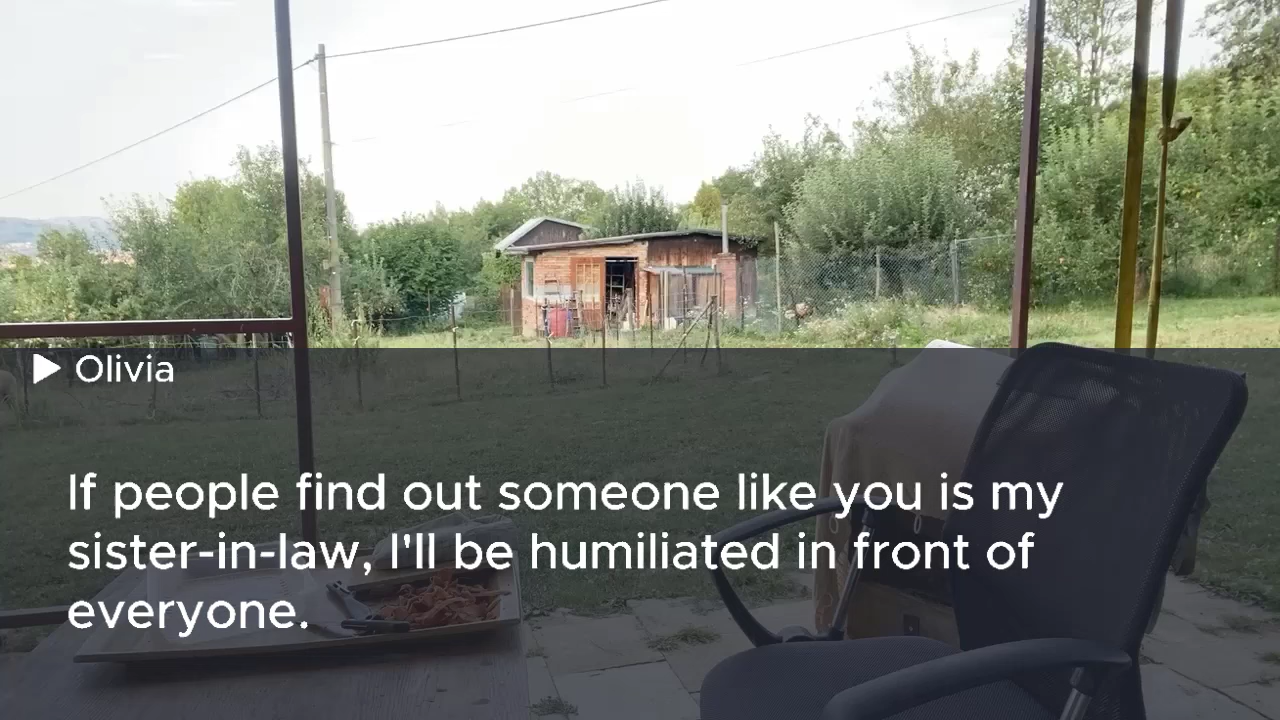 Olivia
If people find out someone like you is my
sister-in-law, I'll be humiliated in front of
everyone.